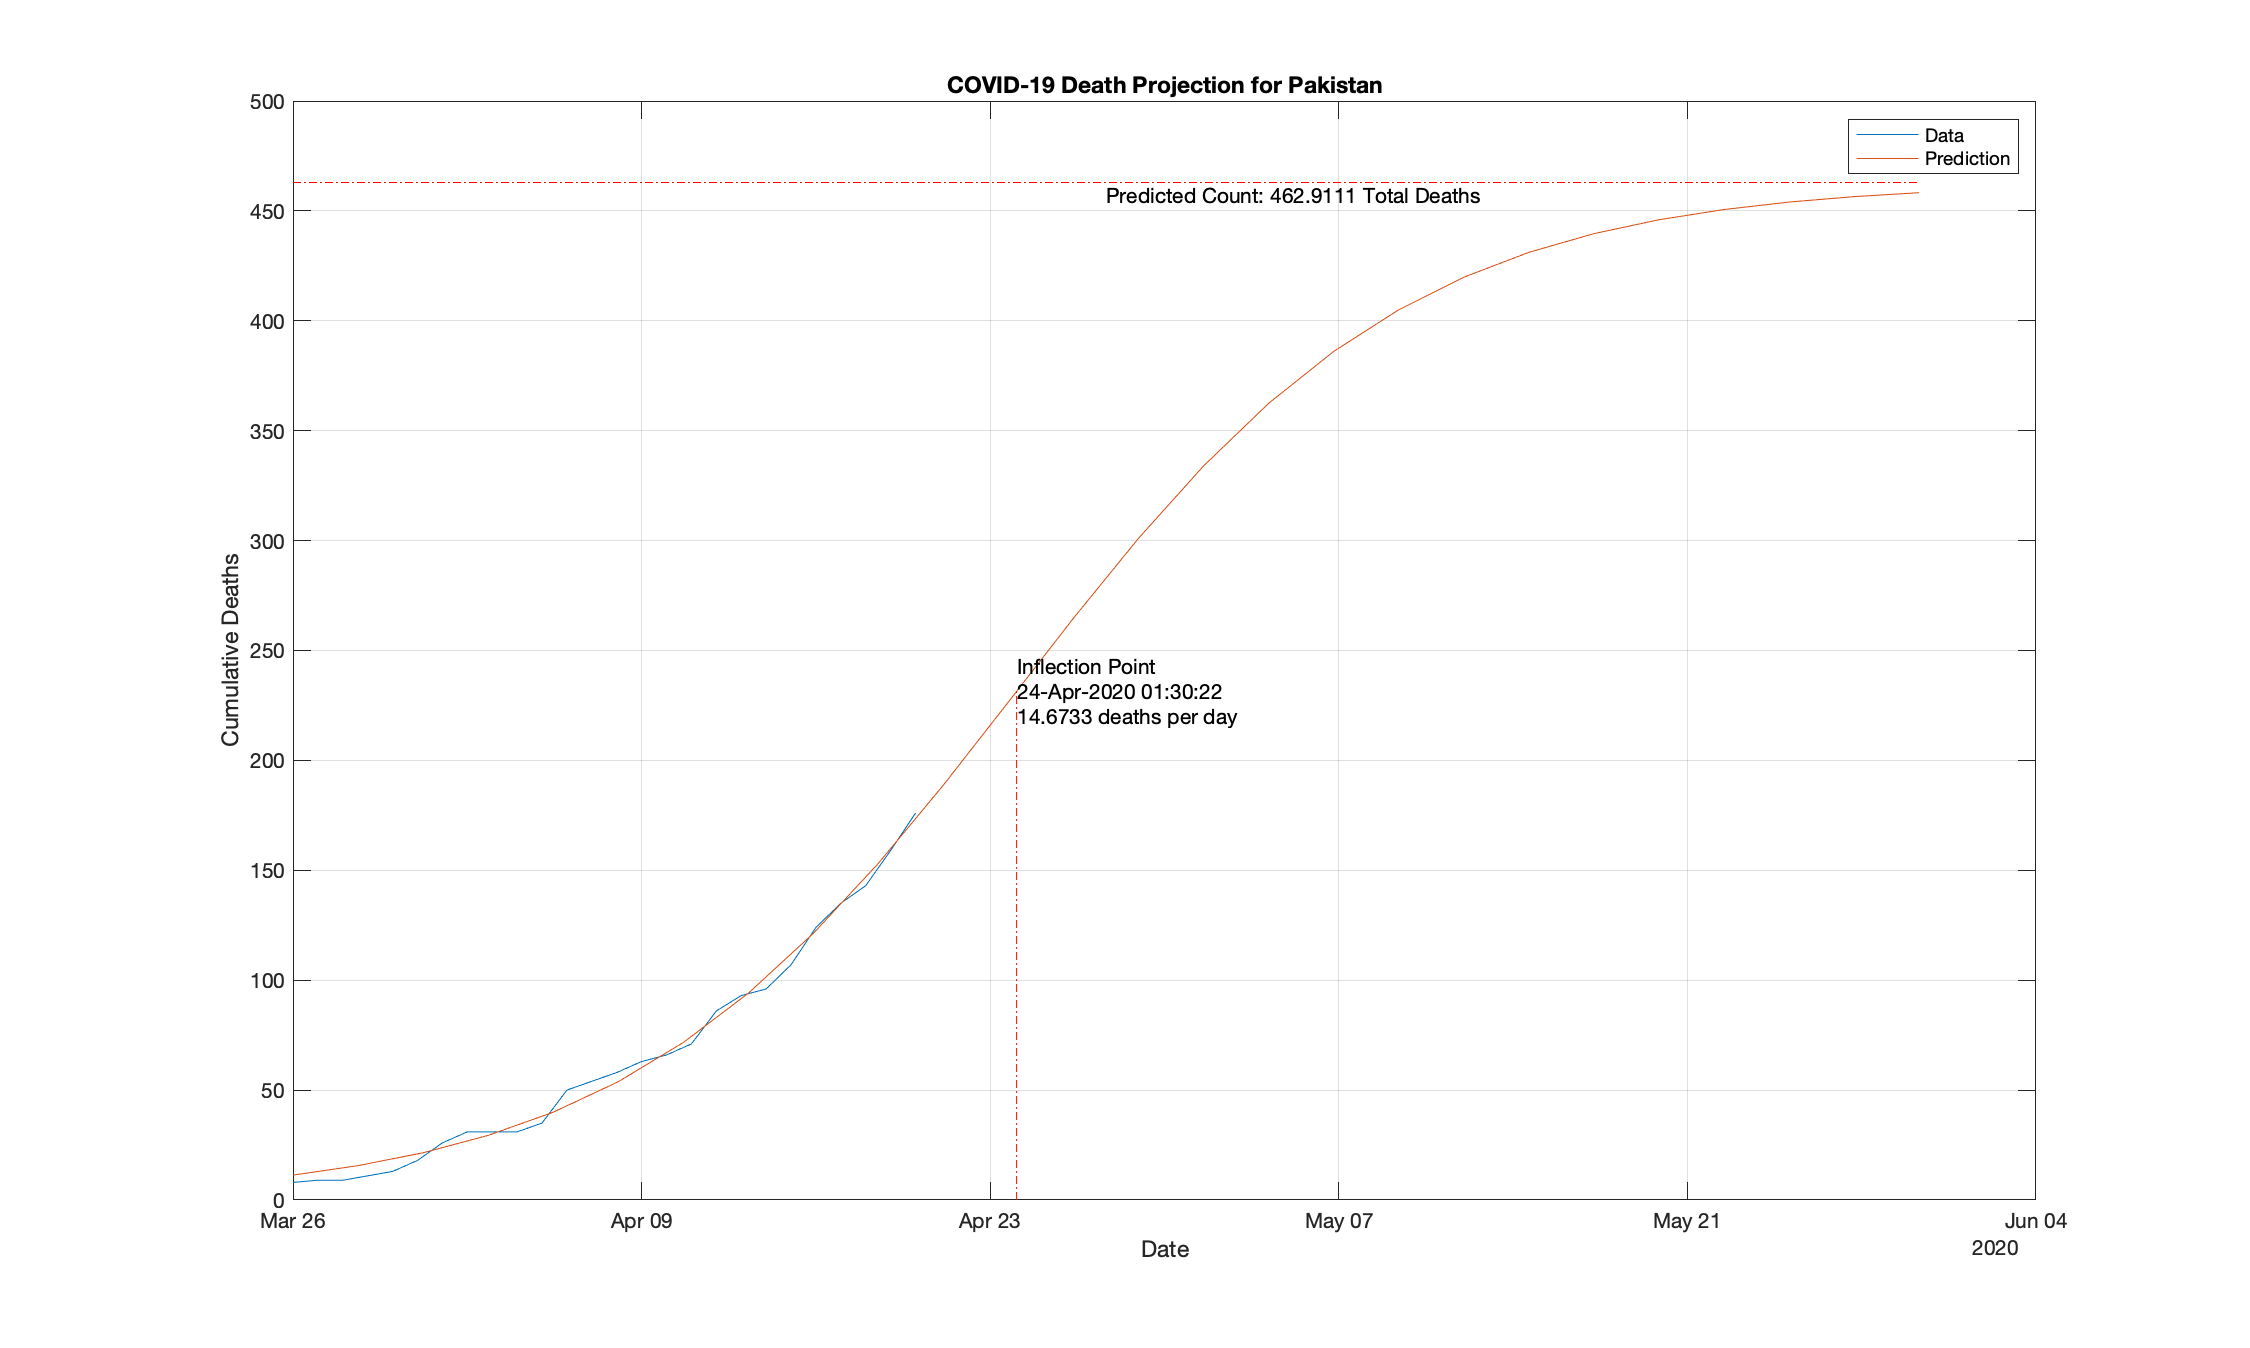 COVID-19 Death Projection for Pakistan
500
450
400
350
300
250
200
150
100
50
0
Cumulative Deaths
Data
Prediction
Predicted Count: 462.9111 Total Deaths
Inflection Point
24-Apr-2020 01:30:22
14.6733 deaths per day
Mar 26
Apr 09
Apr 23
May 07
May 21
Jun 04
Date
2020